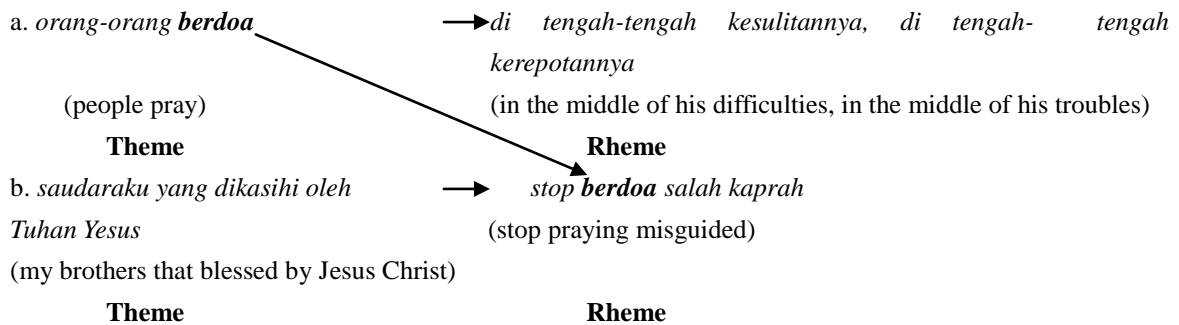 a. orang-orang berdoa di tengah-tengah kesulitannya, di tengah- tengah
kerepotannya
(people pray) (in the middle of his difficulties, in the middle of his troubles)
Theme Rheme
b. saudaraku yang dikasihi oleh stop berdoa salah kaprah
Tuhan Yesus (stop praying misguided)
(my brothers that blessed by Jesus Christ)
Theme Rheme